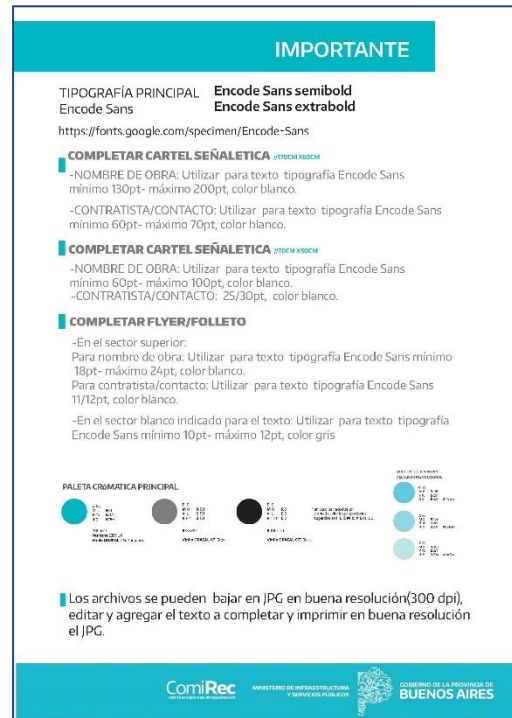 IMPORTANTE
TIPOGRAFÍA PRINCIPAL
Encode Sans
Encode Sans semibold
Encode Sans extrabold
https://fonts.google.com/specimen/Encode-Sans
COMPLETAR CARTEL SEÑALETICA //170CM X85CM
-NOMBRE DE OBRA: Utilizar para texto tipografía Encode Sans
mínimo 130pt- máximo 200pt, color blanco.
-CONTRATISTA/CONTACTO: Utilizar para texto tipografía Encode Sans
mínimo 60pt- máximo 70pt, color blanco.
COMPLETAR CARTEL SEÑALETICA //70CM X50CM
-NOMBRE DE OBRA: Utilizar para texto tipografía Encode Sans
mínimo 60pt- máximo 100pt, color blanco.
-CONTRATISTA/CONTACTO: 25/30pt, color blanco.
COMPLETAR FLYER/FOLLETO
-En el sector superior:
Para nombre de obra: Utilizar para texto tipografía Encode Sans mínimo
18pt- máximo 24pt, color blanco.
Para contratista/contacto: Utilizar para texto tipografía Encode Sans
11/12pt, color blanco.
-En el sector blanco indicado para el texto: Utilizar para texto tipografía
Encode Sans mínimo 10pt- máximo 12pt, color gris
PALETA CRóMATICA PRINCIPAL
Los archivos se pueden bajar en JPG en buena resolución(300 dpi),
editar y agregar el texto a completar y imprimir en buena resolución
el JPG.
ComiRec
MINISTERIO DE INFRAESTRUCTURA
Y SERVICIOS PÚBLICOS
GOBIERNO DE LA PROVINCIA DE
BUENOS AIRES